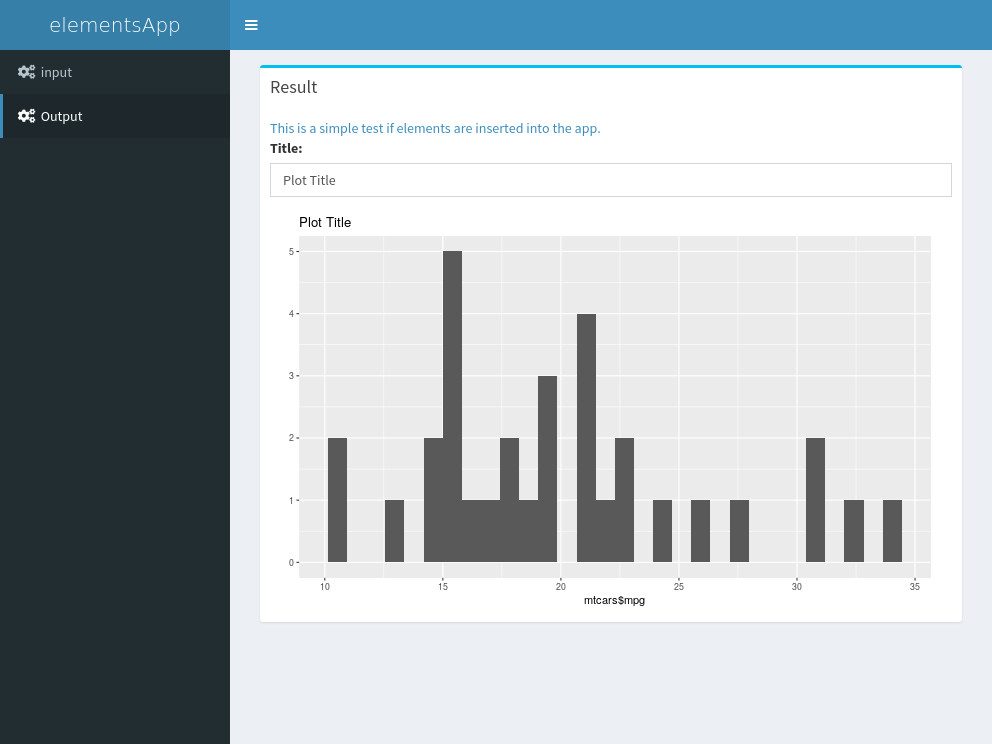 elementsApp
input
Output
Result
This is a simple test if elements are inserted into the app.
Title:
Plot Title
Plot Title
5
4
3
2
1
0
10 15 20 25 30 35
mtcars$mpg